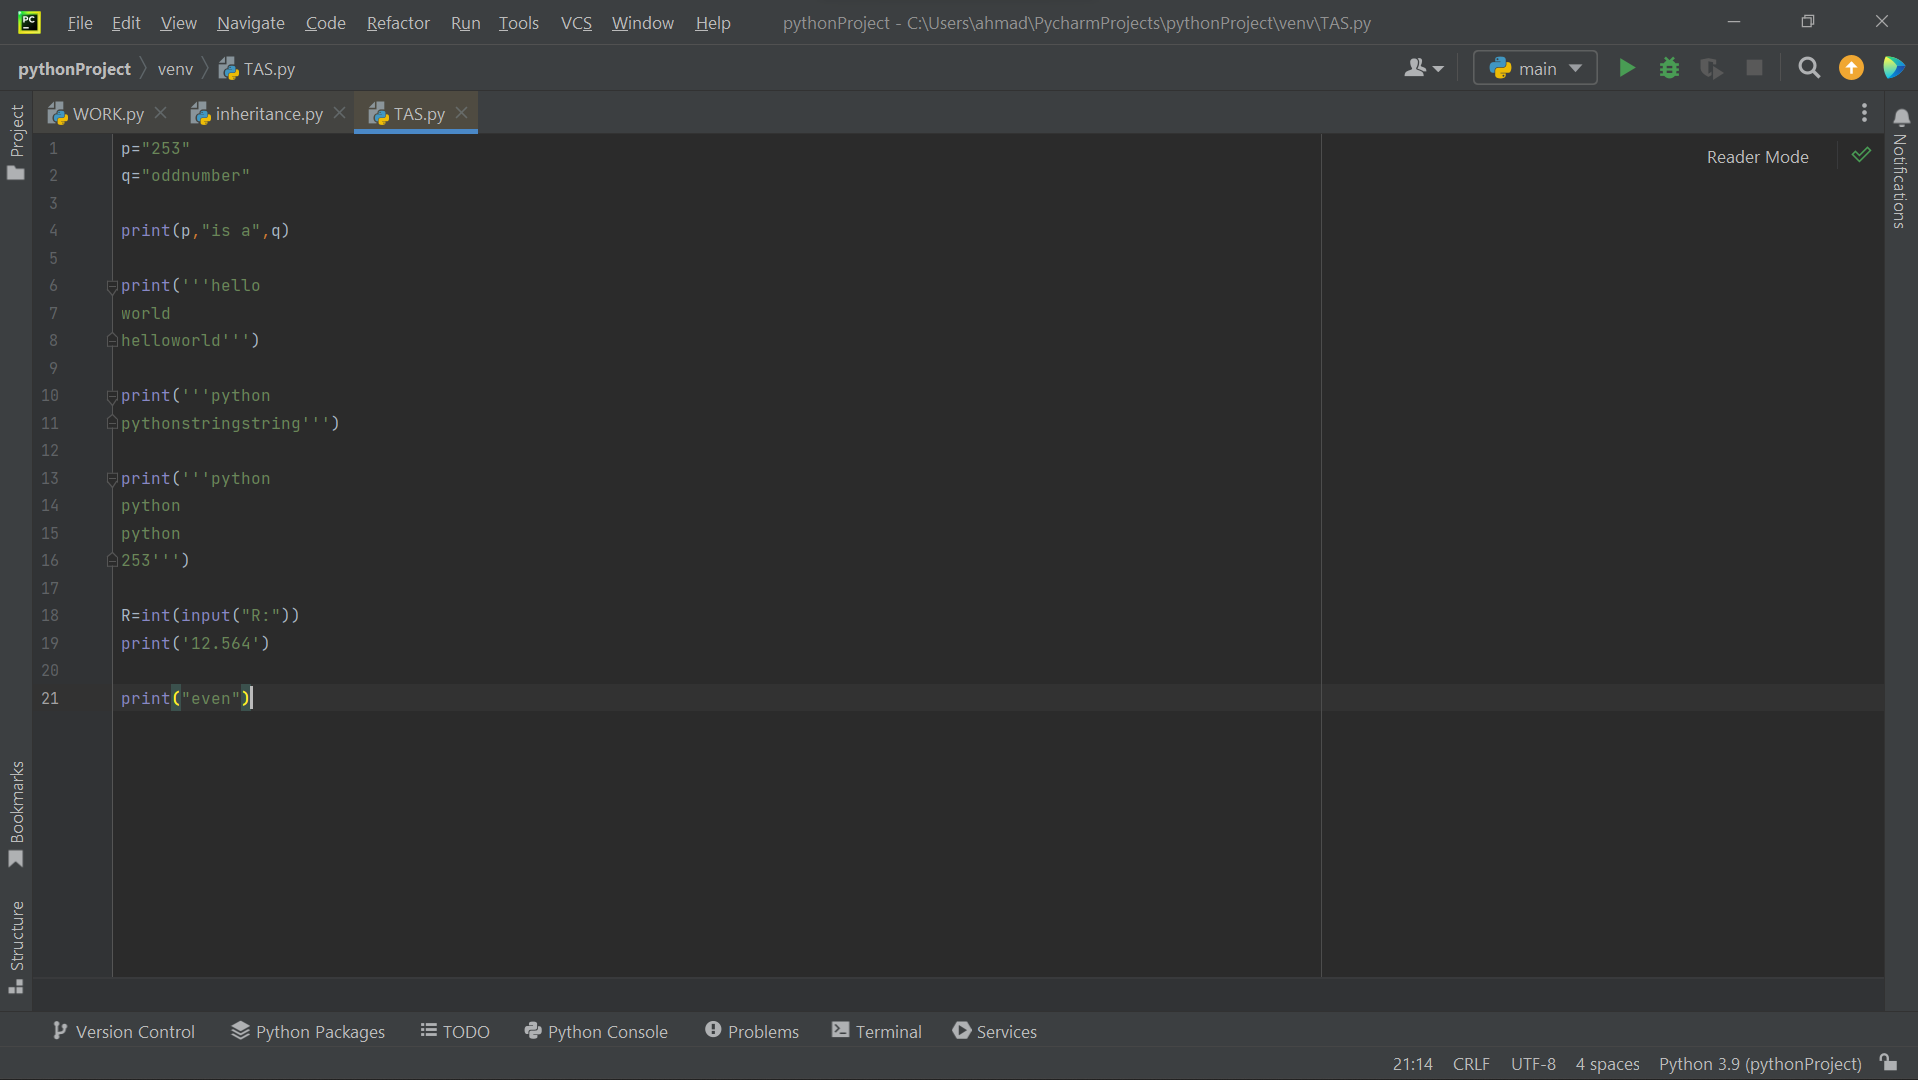 PC
File Edit View Navigate Code Refactor Run Tools VCS Window Help pythonProject - C:\Users\ahmad\PycharmProjects\pythonProject\venv\TAS.py
pythonProject venv TAS.py main
WORK.py inheritance.py TAS.py
Project
Reader Mode
Notifications
1 p="253"
2 q="oddnumber"
3
4 print(p,"is a",q)
5
6 print('''hello
7 world
8 helloworld''')
9
10 print('''python
11 pythonstringstring''')
12
13 print('''python
14 python
15 python
16 253''')
17
18 R=int(input("R:"))
19 print('12.564')
20
21 print("even")
Bookmarks
Structure
Version Control Python Packages TODO Python Console Problems Terminal Services
21:14 CRLF UTF-8 4 spaces Python 3.9 (pythonProject)